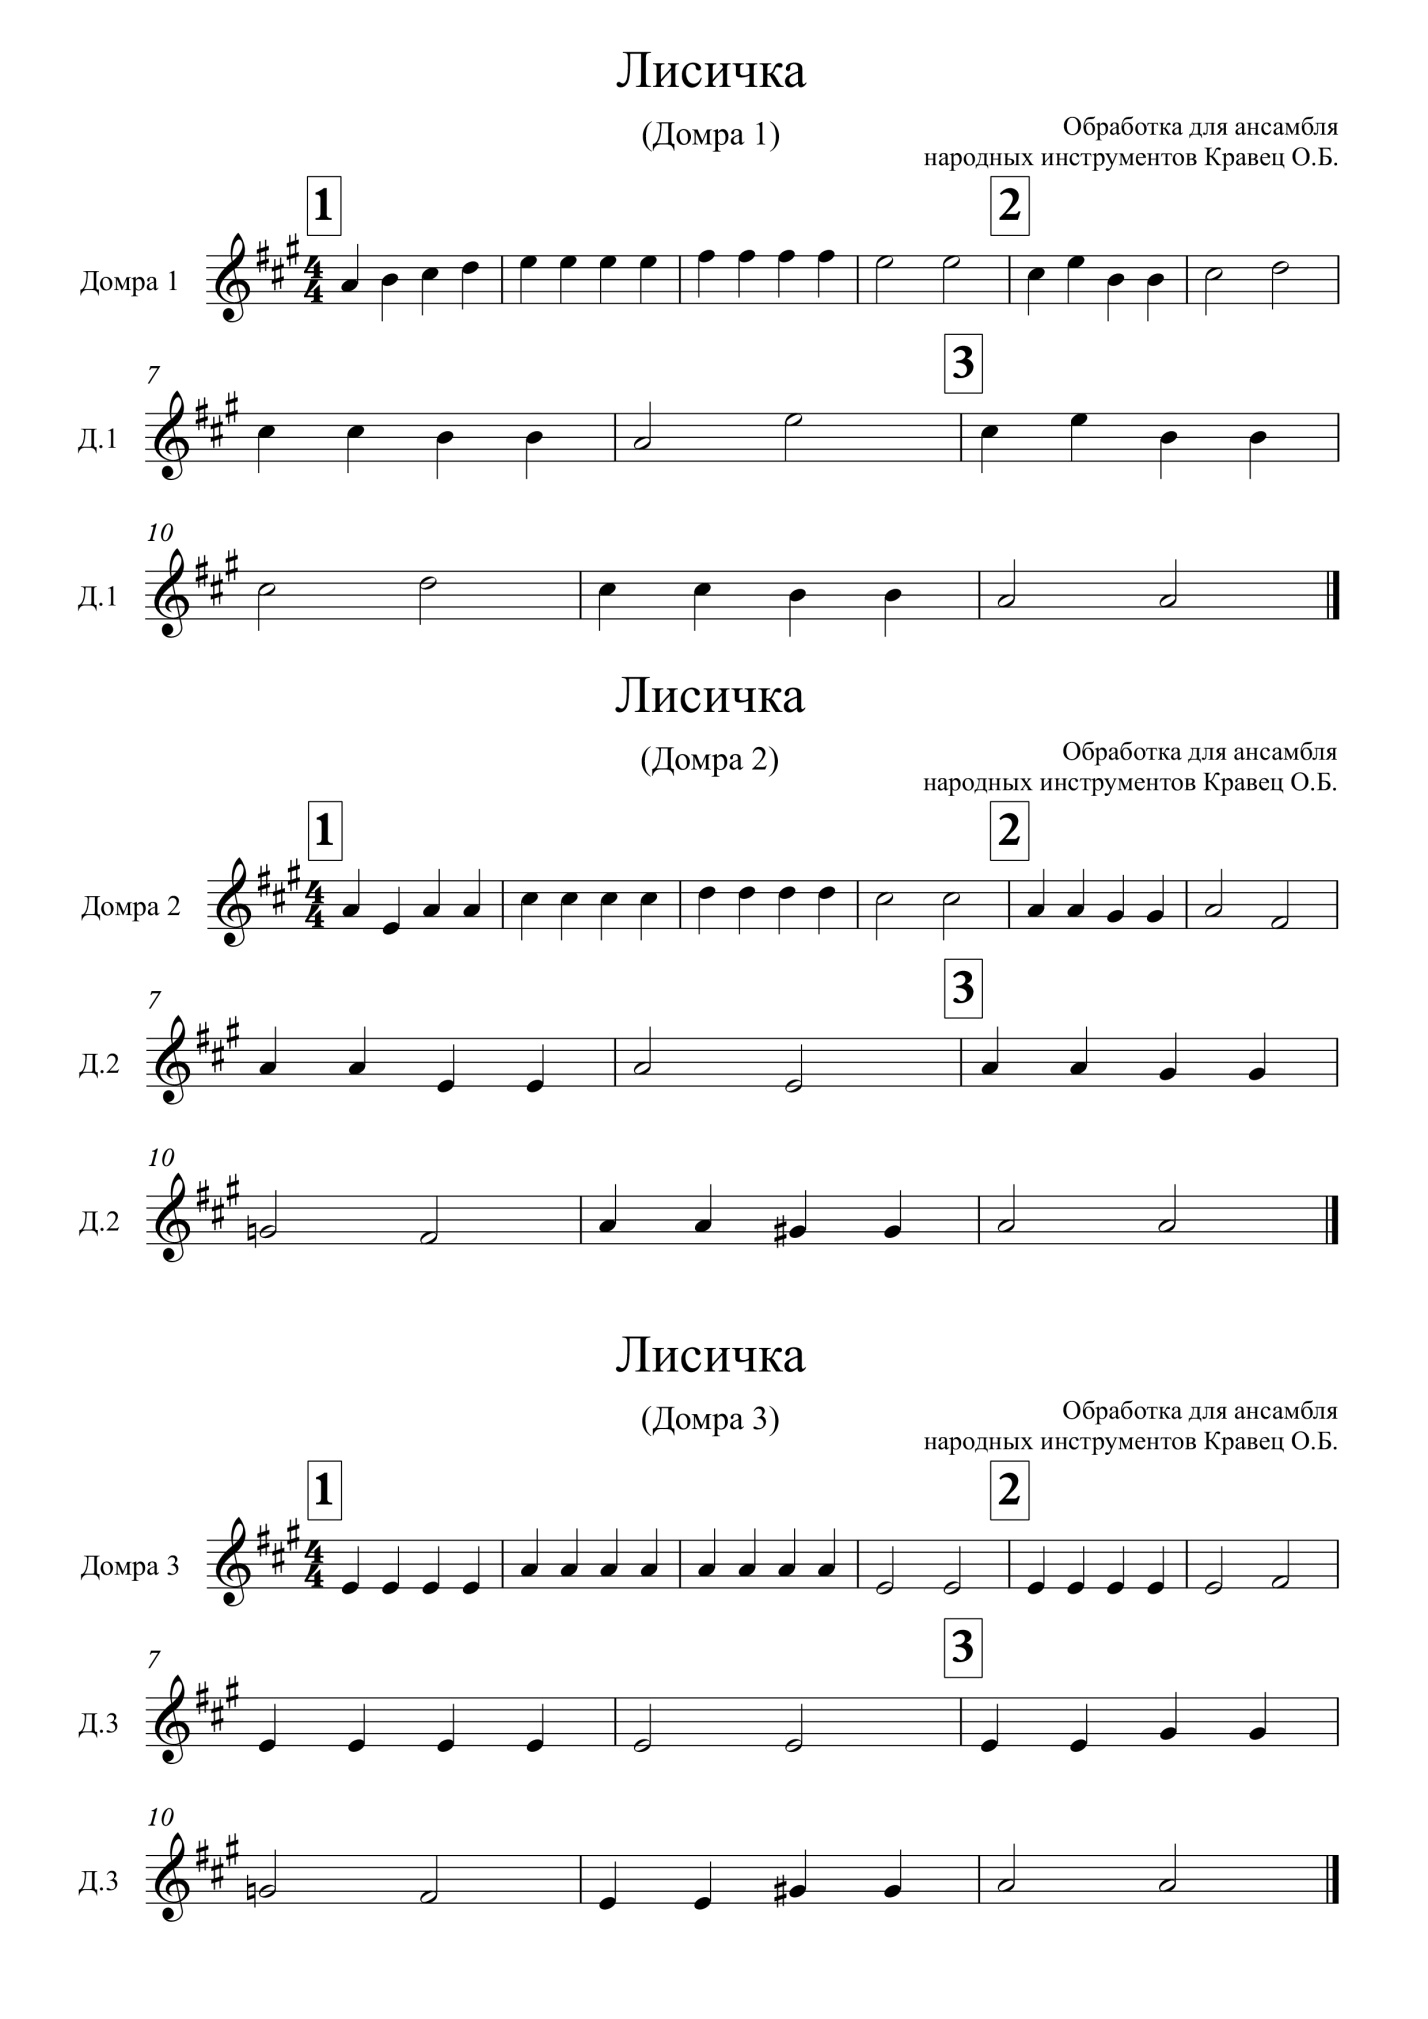 Лисичка
(Домра 1)
Обработка для ансамбля
народных инструментов Кравец О.Б.
1
2
Домра 1
4
4
7
3
Д.1
10
Д.1
Лисичка
(Домра 2)
Обработка для ансамбля
народных инструментов Кравец О.Б.
1
2
Домра 2
4
4
7
3
Д.2
10
Д.2
Лисичка
(Домра 3)
Обработка для ансамбля
народных инструментов Кравец О.Б.
1
2
Домра 3
4
4
7
3
Д.3
10
Д.3